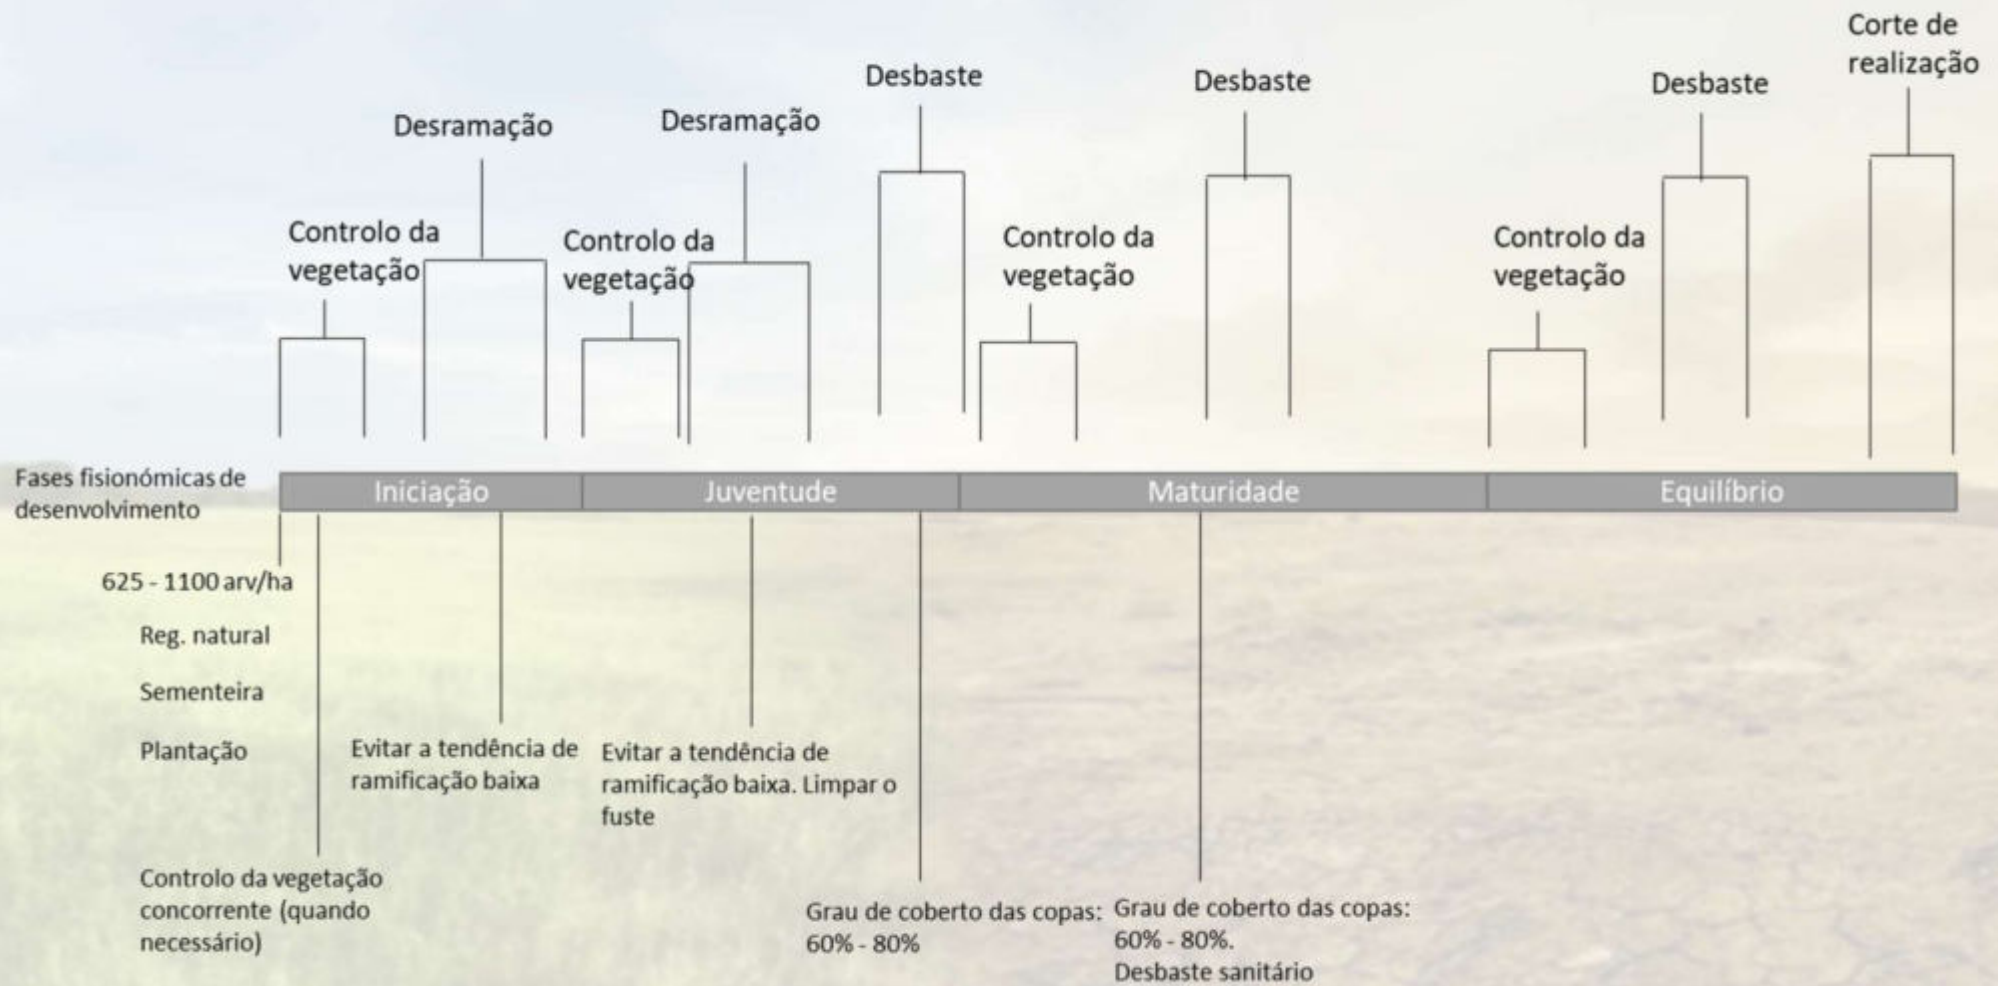 Corte de
realização
Desbaste
Desbaste
Desbaste
Desramação
Desramação
Controlo da
vegetação
Controlo da
vegetação
Controlo da
vegetação
Controlo da
vegetação
Fases fisionómicas de
desenvolvimento
Iniciação
Juventude
Maturidade
Equilíbrio
625 - 1100 arv/ha
Reg. natural
Sementeira
Plantação
Evitar a tendência de
ramificação baixa
Evitar a tendência de
ramificação baixa. Limpar o
fuste
Controlo da vegetação
concorrente (quando
necessário)
Grau de coberto das copas:
60% - 80%
Grau de coberto das copas:
60% - 80%.
Desbaste sanitário